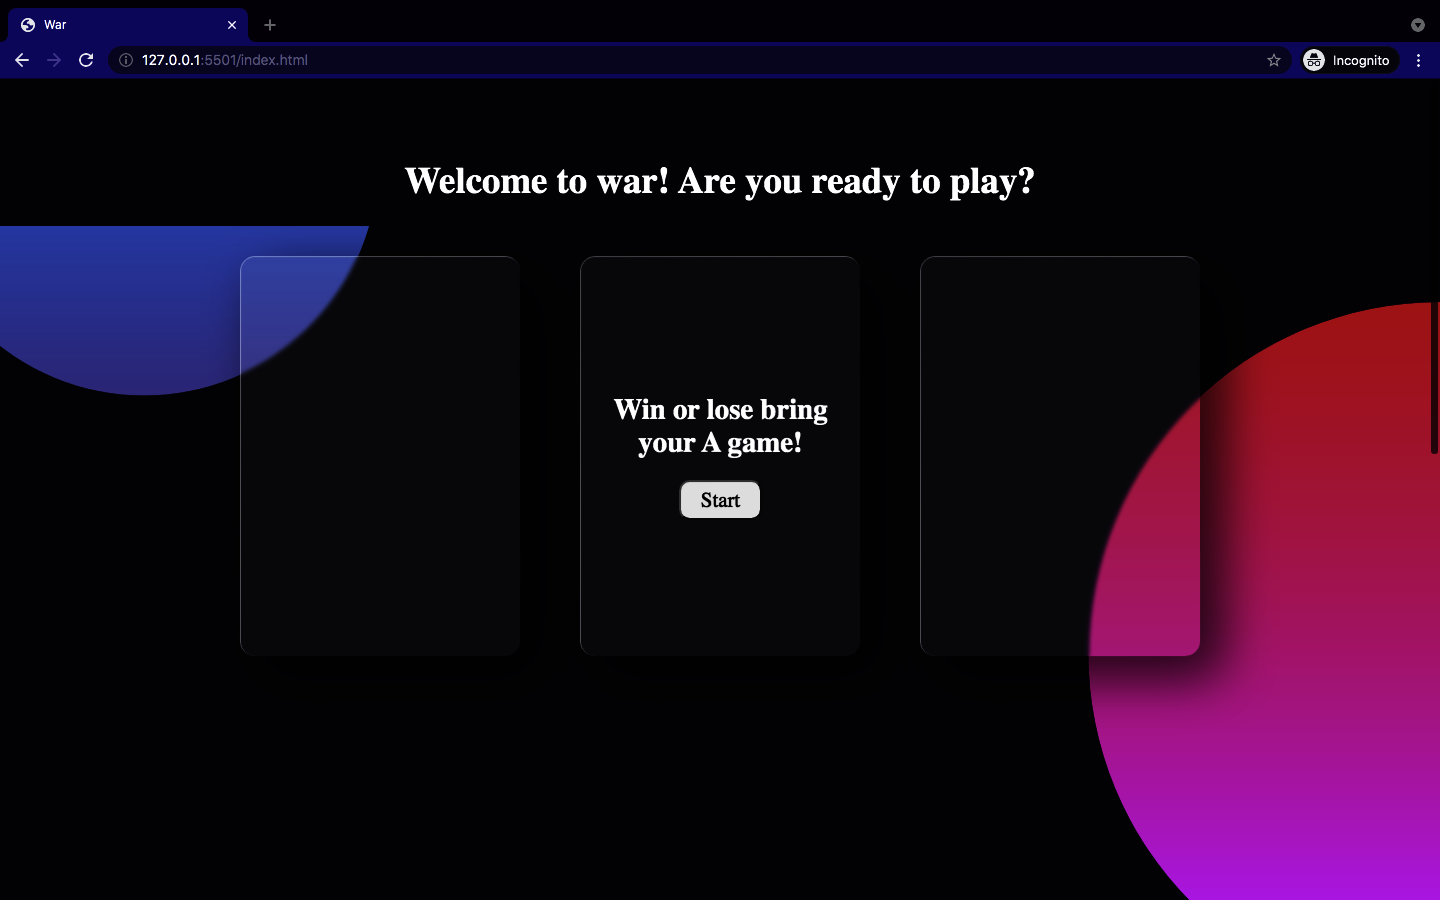 War
127.0.0.1:5501/index.html
Incognito
Welcome to war! Are you ready to play?
Win or lose bring
your A game!
Start